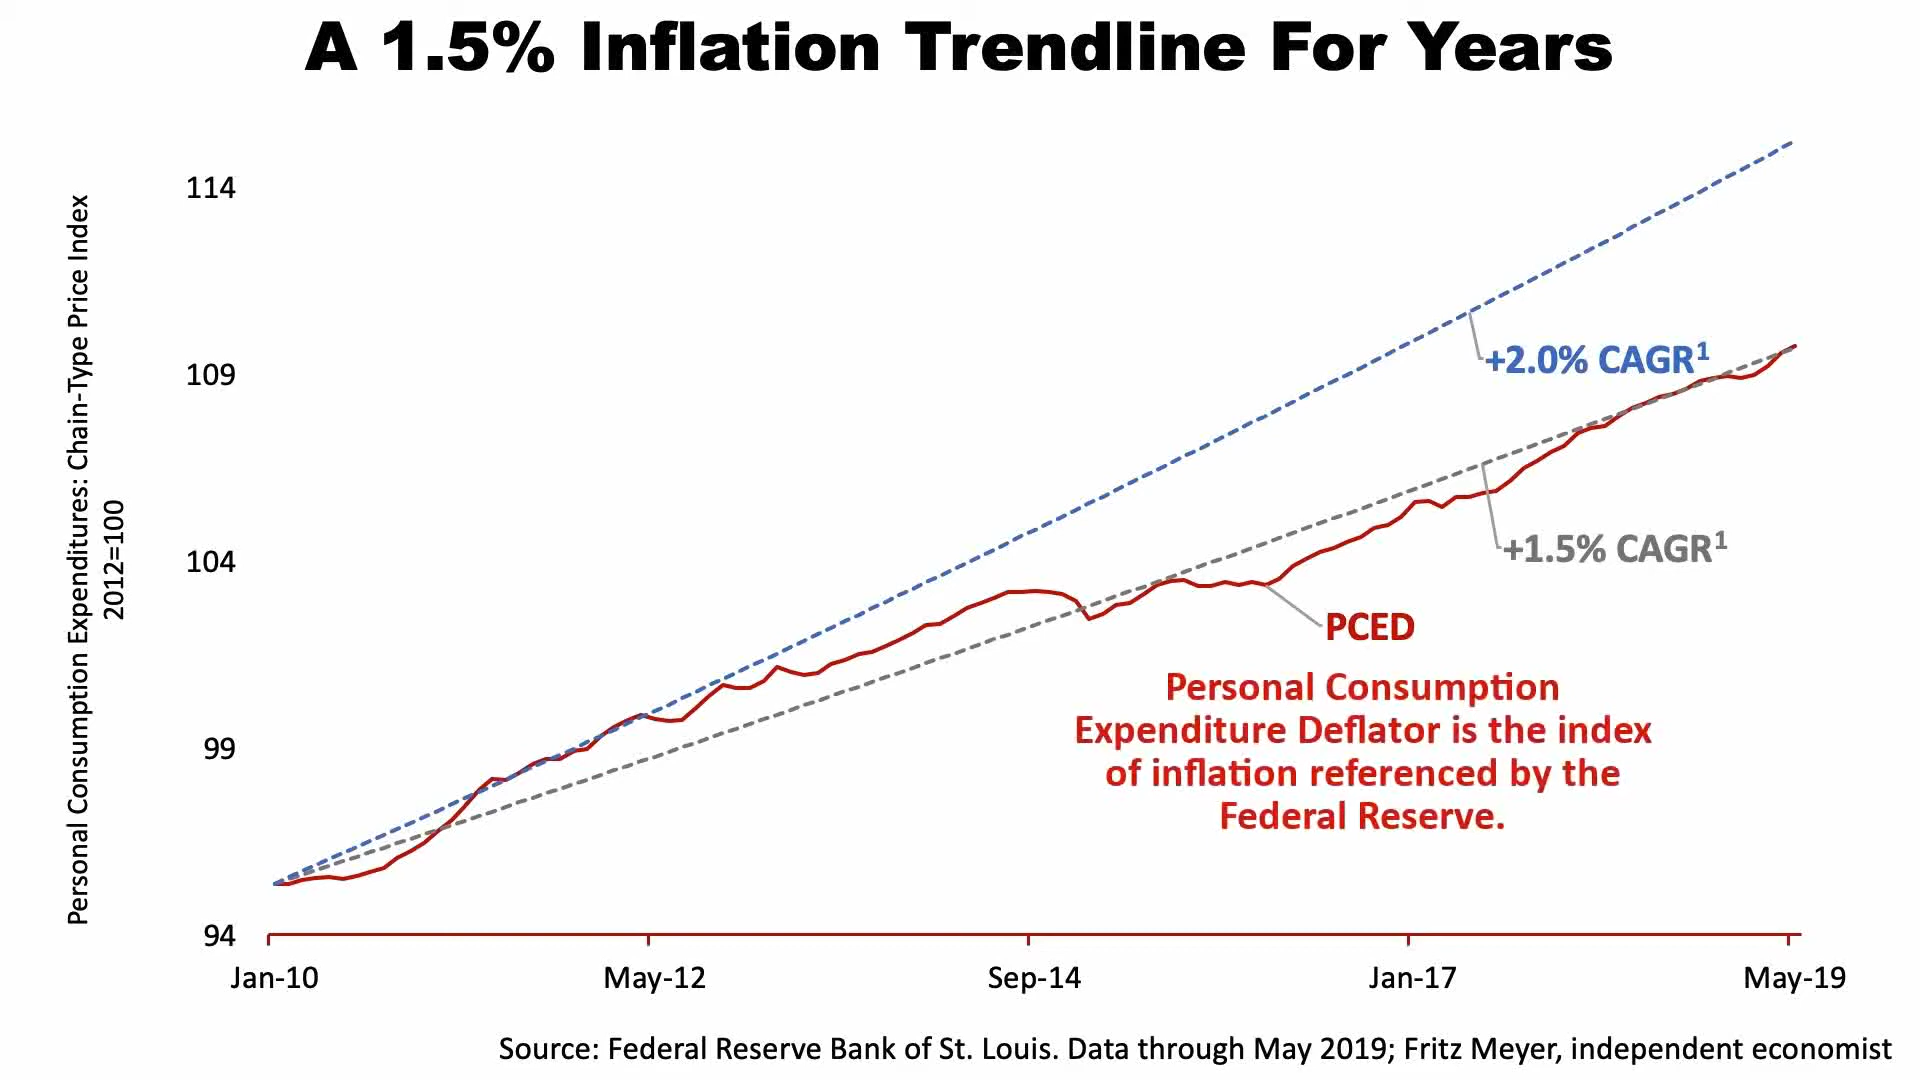 A 1.5% Inflation Trendline For Years
Personal Consumption Expenditures: Chain-Type Price Index
2012=100
114
109
104
99
94
+2.0% CAGR¹
+1.5% CAGR¹
PCED
Personal Consumption
Expenditure Deflator is the index
of inflation referenced by the
Federal Reserve.
Jan-10
May-12
Sep-14
Jan-17
May-19
Source: Federal Reserve Bank of St. Louis. Data through May 2019; Fritz Meyer, independent economist